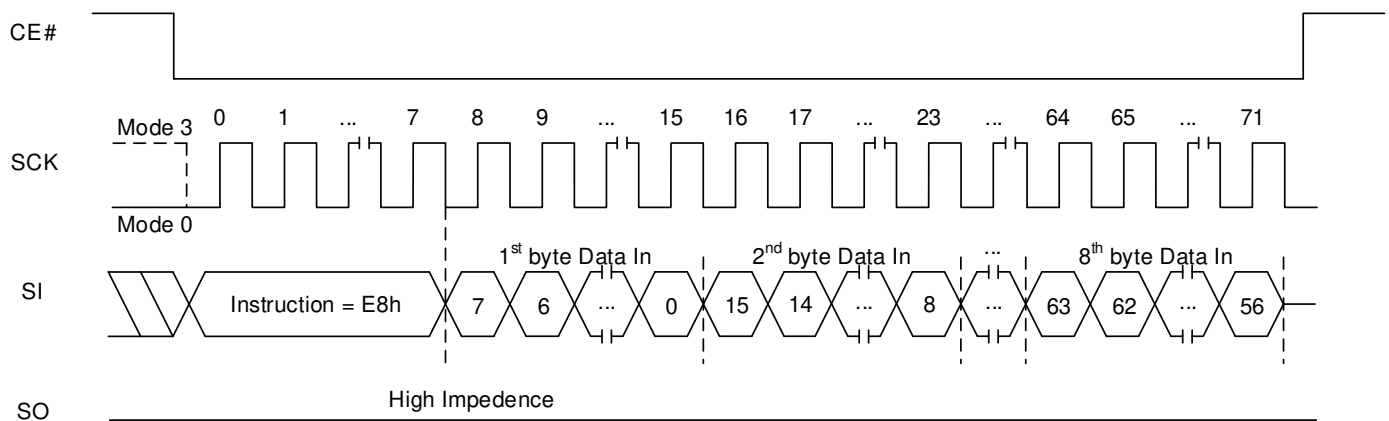 CE#
0 1 ... 7 8 9 ... 15 16 17 ... 23 ... 64 65 ... 71
Mode 3
SCK
Mode 0
1st byte Data In 2nd byte Data In ... 8th byte Data In
SI Instruction = E8h 7 6 ... 0 15 14 ... 8 ... 63 62 ... 56
High Impedence
SO